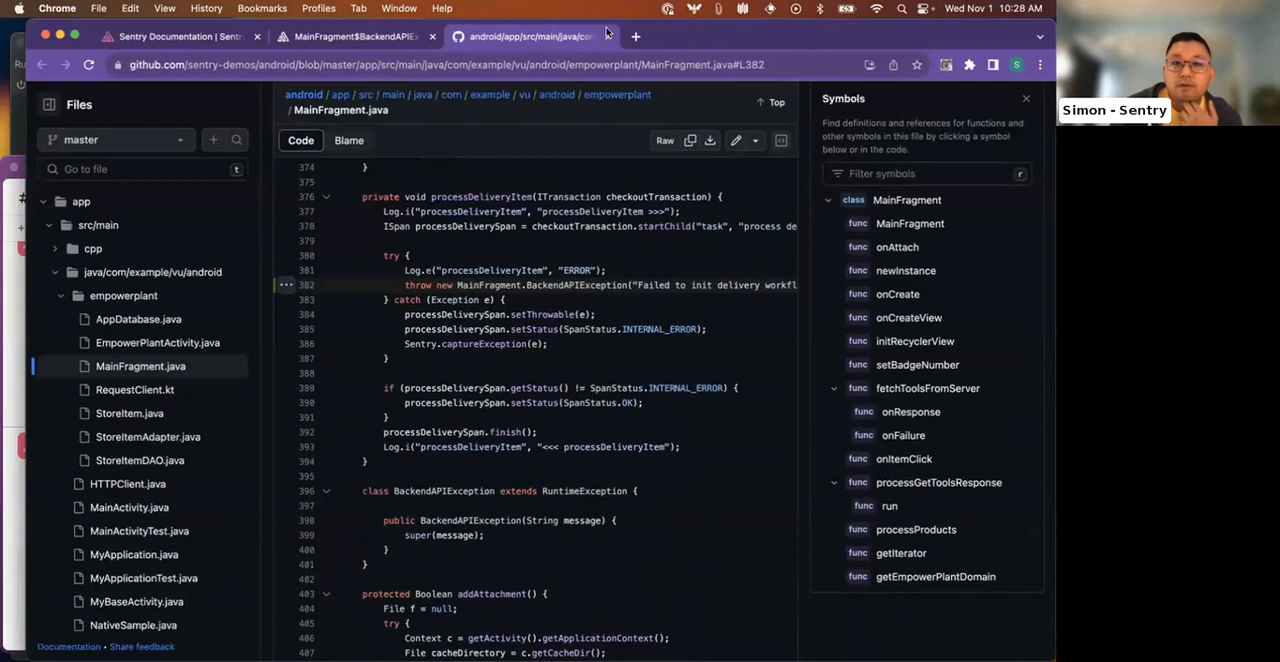 Chrome File Edit View History Bookmarks Profiles Tab Window Help Wed Nov 1 10:28 AM
Sentry Documentation | Sentr × MainFragment$BackendAPIEx × android/app/src/main/java/com
github.com/sentry-demos/android/blob/master/app/src/main/java/com/example/vu/android/empowerplant/MainFragment.java#L382 S
Simon - Sentry
Files
master
Go to file t
app
src/main
cpp
java/com/example/vu/android
empowerplant
AppDatabase.java
EmpowerPlantActivity.java
MainFragment.java
RequestClient.kt
StoreItem.java
StoreItemAdapter.java
StoreItemDAO.java
HTTPClient.java
MainActivity.java
MainActivityTest.java
MyApplication.java
MyApplicationTest.java
MyBaseActivity.java
NativeSample.java
Documentation • Share feedback
android / app / src / main / java / com / example / vu / android / empowerplant
/ MainFragment.java
Top
Code Blame Raw
374 }
375
376 private void processDeliveryItem(ITransaction checkoutTransaction) {
377 Log.i("processDeliveryItem", "processDeliveryItem >>>");
378 ISpan processDeliverySpan = checkoutTransaction.startChild("task", "process de
379
380 try {
381 Log.e("processDeliveryItem", "ERROR");
382 throw new MainFragment.BackendAPIException("Failed to init delivery workfl
383 } catch (Exception e) {
384 processDeliverySpan.setThrowable(e);
385 processDeliverySpan.setStatus(SpanStatus.INTERNAL_ERROR);
386 Sentry.captureException(e);
387 }
388
389 if (processDeliverySpan.getStatus() != SpanStatus.INTERNAL_ERROR) {
390 processDeliverySpan.setStatus(SpanStatus.OK);
391 }
392 processDeliverySpan.finish();
393 Log.i("processDeliveryItem", "<<< processDeliveryItem");
394 }
395
396 class BackendAPIException extends RuntimeException {
397
398 public BackendAPIException(String message) {
399 super(message);
400 }
401 }
402
403 protected Boolean addAttachment() {
404 File f = null;
405 try {
406 Context c = getActivity().getApplicationContext();
407 File cacheDirectory = c.getCacheDir();
Symbols
Find definitions and references for functions and
other symbols in this file by clicking a symbol
below or in the code.
Filter symbols r
class MainFragment
func MainFragment
func onAttach
func newInstance
func onCreate
func onCreateView
func initRecyclerView
func setBadgeNumber
func fetchToolsFromServer
func onResponse
func onFailure
func onItemClick
func processGetToolsResponse
func run
func processProducts
func getIterator
func getEmpowerPlantDomain